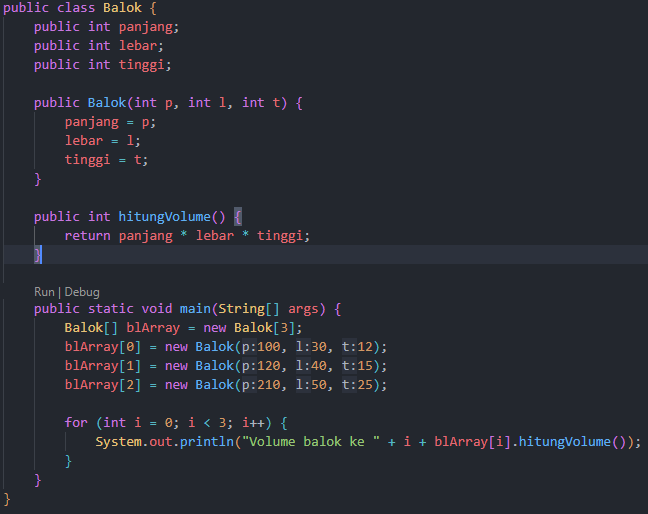 public class Balok {
    public int panjang;
    public int lebar;
    public int tinggi;
    public Balok(int p, int l, int t) {
        panjang = p;
        lebar = l;
        tinggi = t;
    }
    public int hitungVolume() {
        return panjang * lebar * tinggi;
    }
    Run | Debug
    public static void main(String[] args) {
        Balok[] blArray = new Balok[3];
        blArray[0] = new Balok(p:100, l:30, t:12);
        blArray[1] = new Balok(p:120, l:40, t:15);
        blArray[2] = new Balok(p:210, l:50, t:25);
        for (int i = 0; i < 3; i++) {
            System.out.println("Volume balok ke " + i + blArray[i].hitungVolume());
        }
    }
}